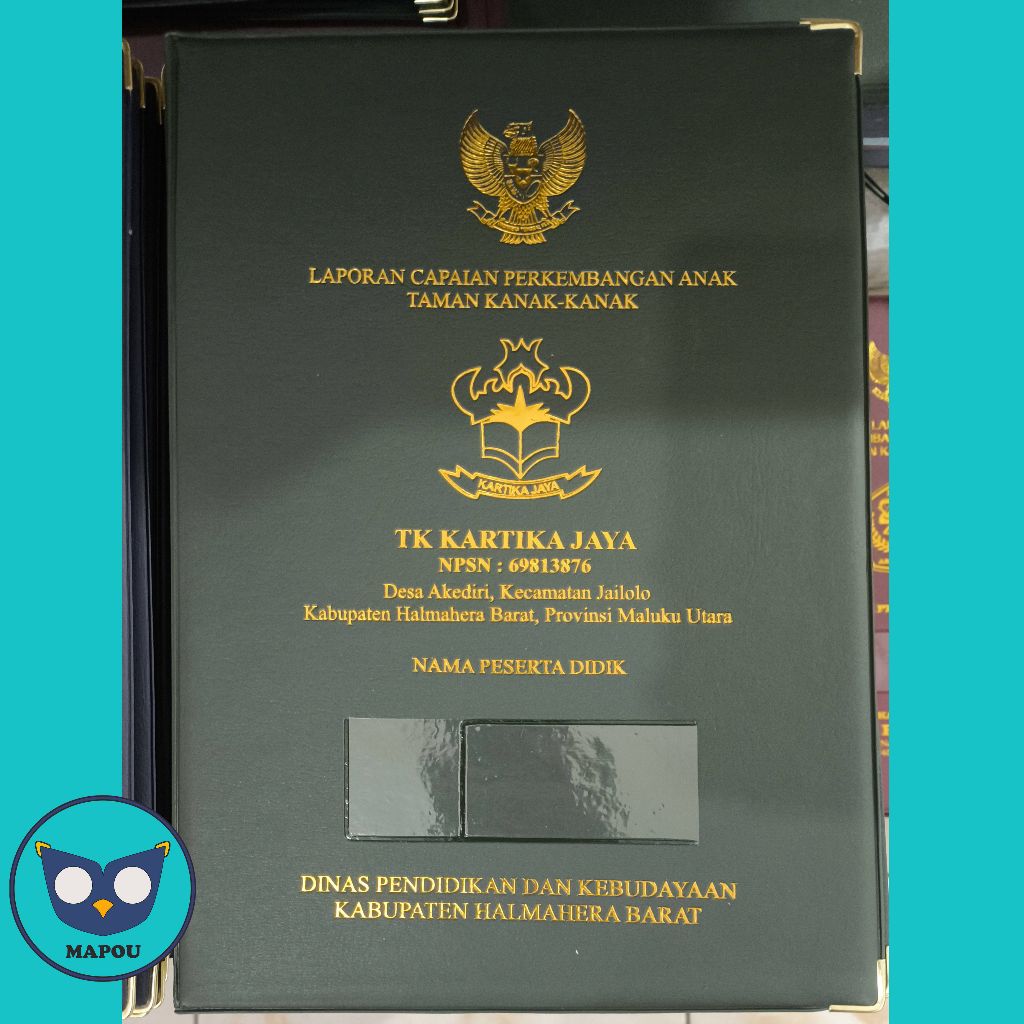 LAPORAN CAPAIAN PERKEMBANGAN ANAK
TAMAN KANAK-KANAK
KARTIKA JAYA
TK KARTIKA JAYA
NPSN : 69813876
Desa Akediri, Kecamatan Jailolo
Kabupaten Halmahera Barat, Provinsi Maluku Utara
NAMA PESERTA DIDIK
DINAS PENDIDIKAN DAN KEBUDAYAAN
KABUPATEN HALMAHERA BARAT
MAPOU